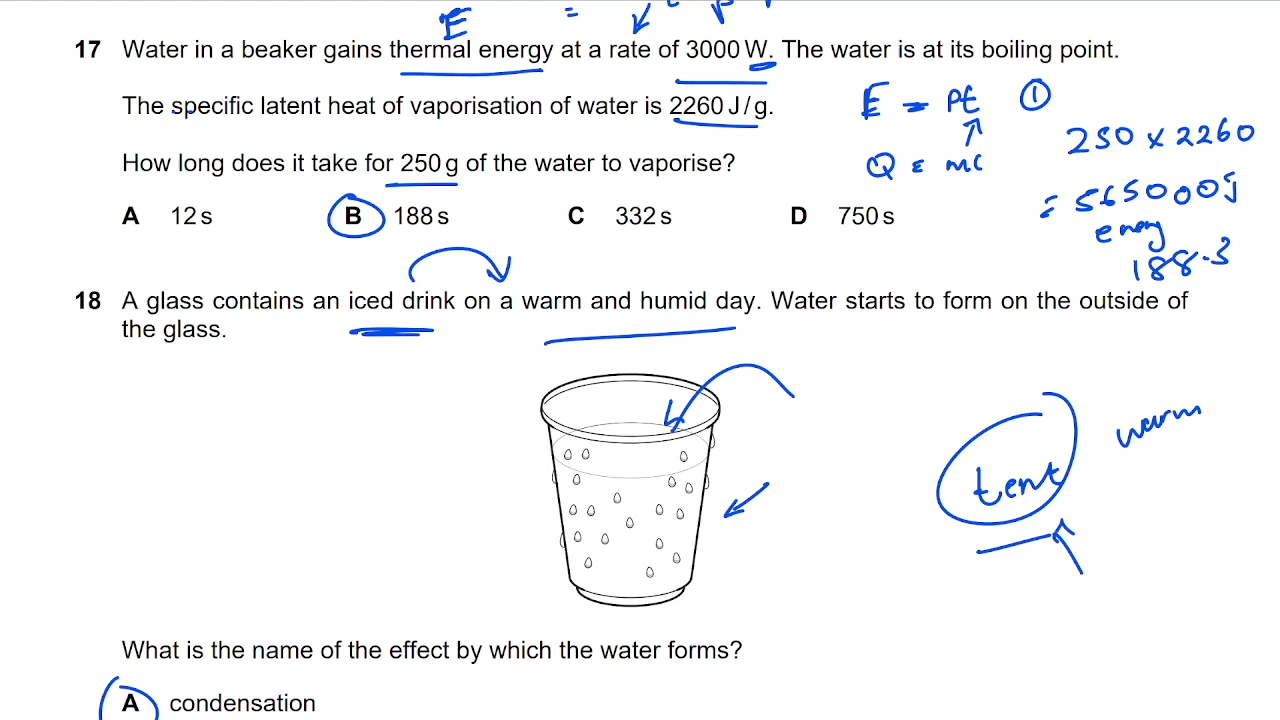 E =
17 Water in a beaker gains thermal energy at a rate of 3000 W. The water is at its boiling point.
The specific latent heat of vaporisation of water is 2260 J/g.
E = Pt ①
250 × 2260
How long does it take for 250 g of the water to vaporise?
Q = mL
= 565000J
energy
A 12 s B 188 s C 332 s D 750 s
188.3
18 A glass contains an iced drink on a warm and humid day. Water starts to form on the outside of
the glass.
warm
tent
What is the name of the effect by which the water forms?
A condensation